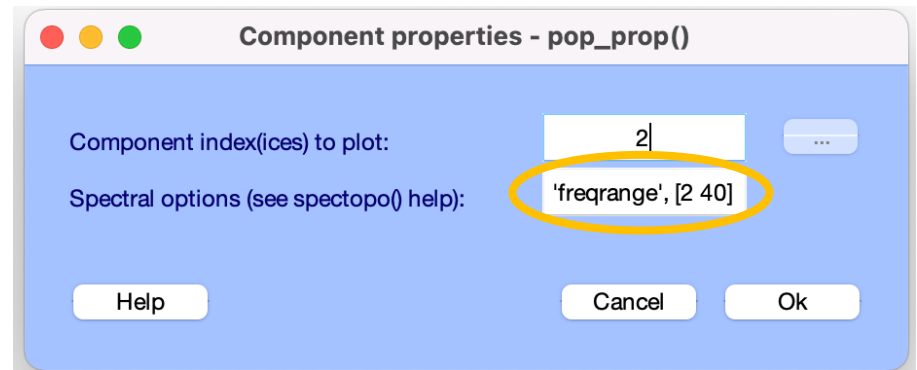 Component properties - pop_prop()
Component index(ices) to plot:
2
...
Spectral options (see spectopo() help):
'freqrange', [2 40]
Help
Cancel
Ok